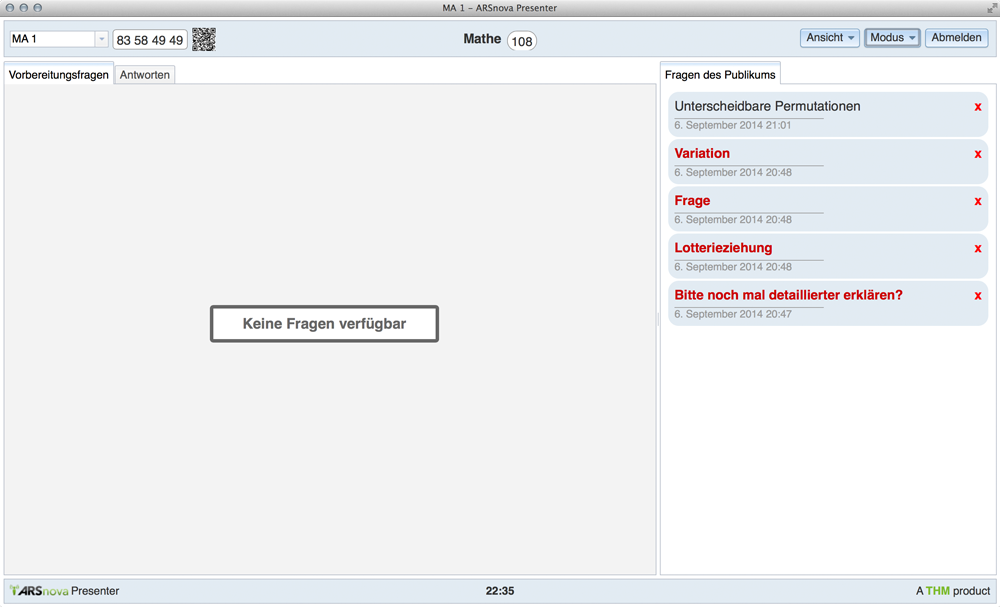 MA 1 – ARSnova Presenter
MA 1
83 58 49 49
Mathe 108
Ansicht
Modus
Abmelden
Vorbereitungsfragen
Antworten
Fragen des Publikums
Unterscheidbare Permutationen x
6. September 2014 21:01
Variation x
6. September 2014 20:48
Frage x
6. September 2014 20:48
Lotterieziehung x
6. September 2014 20:48
Bitte noch mal detaillierter erklären? x
6. September 2014 20:47
Keine Fragen verfügbar
ARSnova Presenter
22:35
A THM product